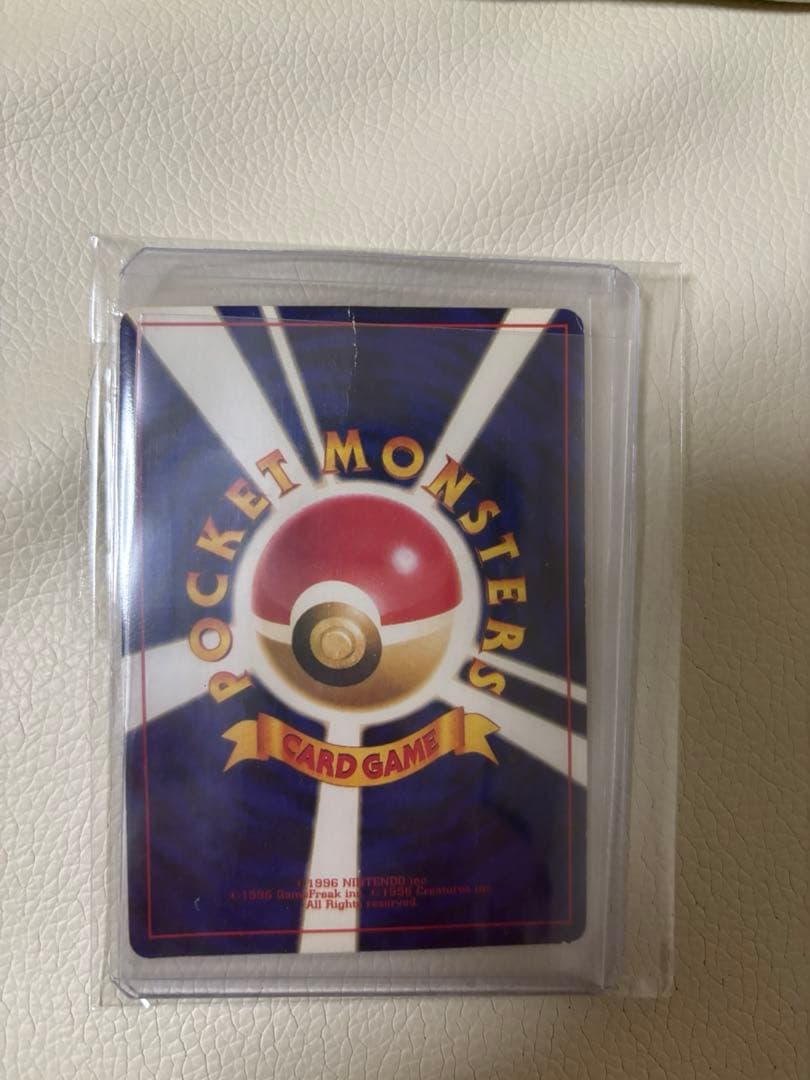 POCKET MONSTERS
CARD GAME
©1996 NINTENDO inc
©1996 GameFreak inc. ©1996 Creatures inc
All Rights reserved.